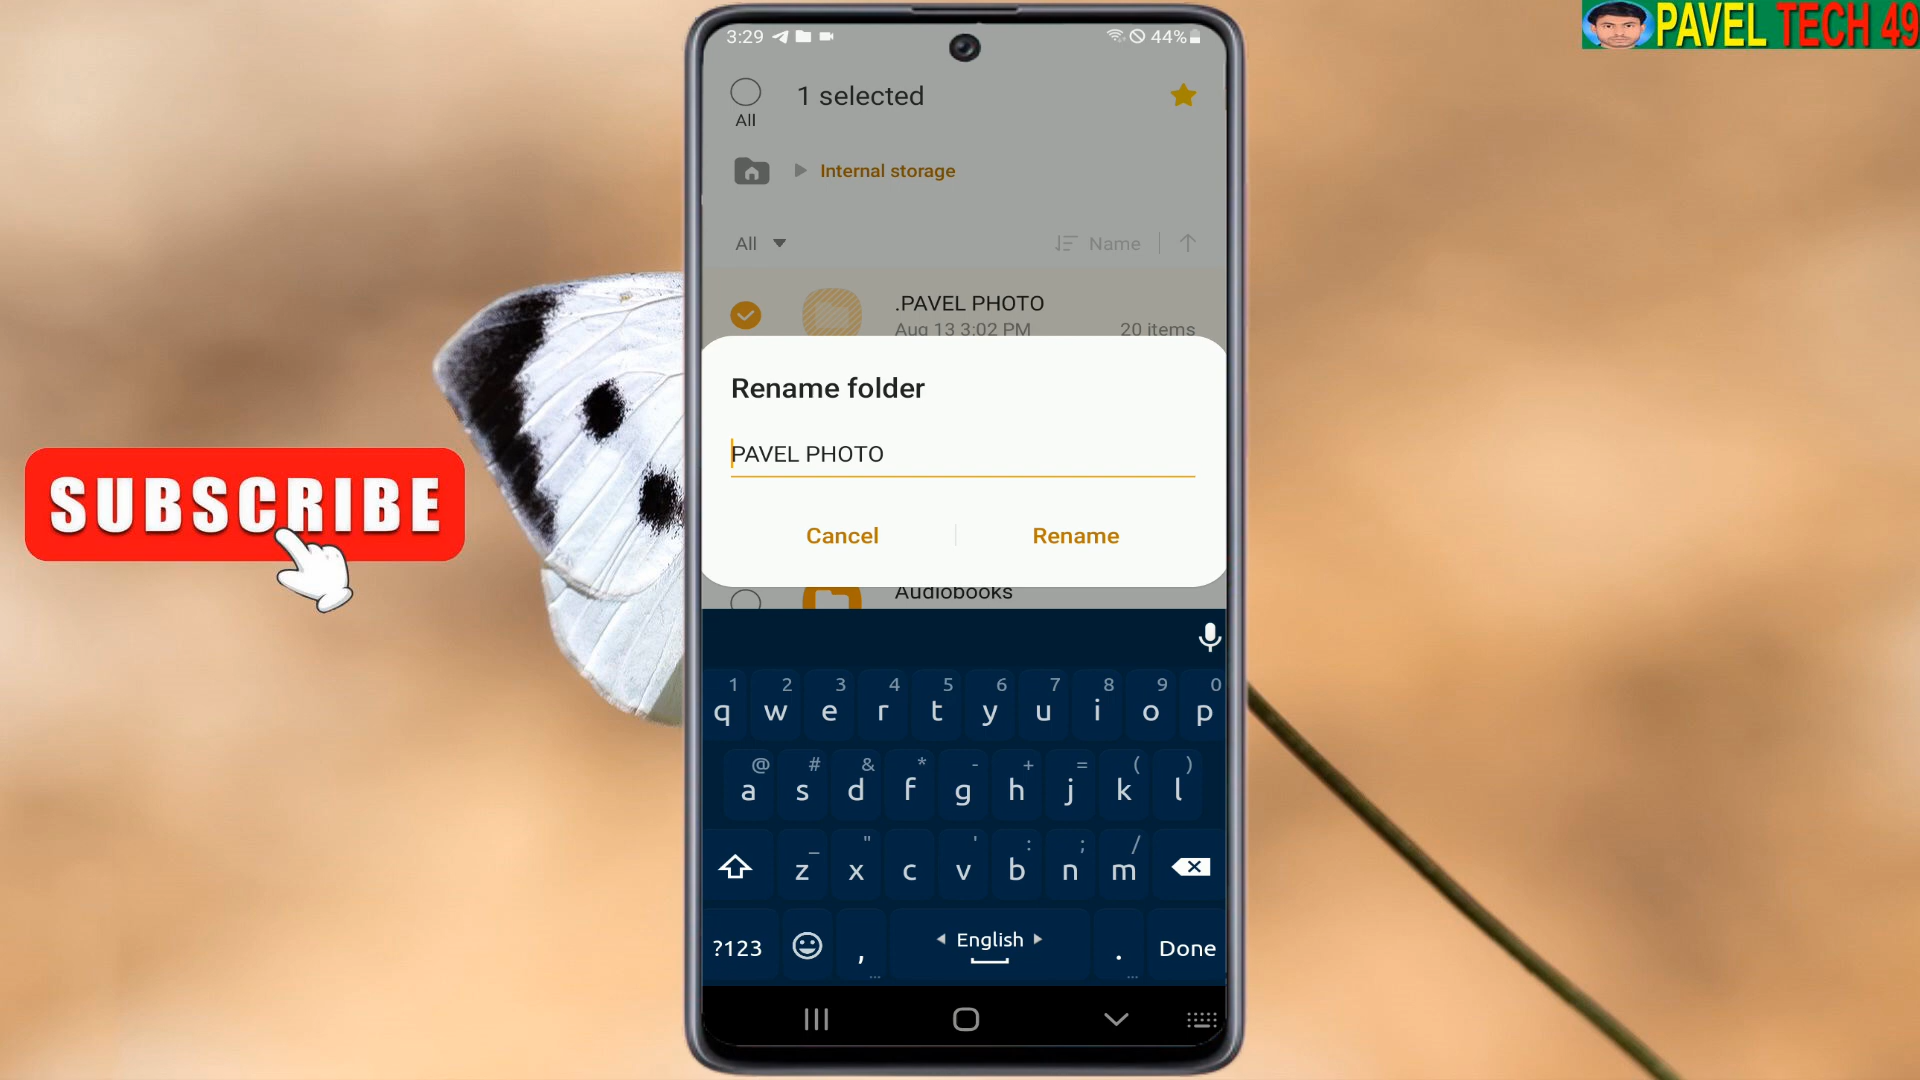 PAVEL TECH 49
3:29 44%
1 selected
All
Internal storage
All Name
.PAVEL PHOTO
Aug 13 3:02 PM 20 items
Rename folder
PAVEL PHOTO
Cancel Rename
Audiobooks
SUBSCRIBE
1 2 3 4 5 6 7 8 9 0
q w e r t y u i o p
@ # & * - + = ( )
a s d f g h j k l
_ " ' : ; /
z x c v b n m
?123 , English . Done